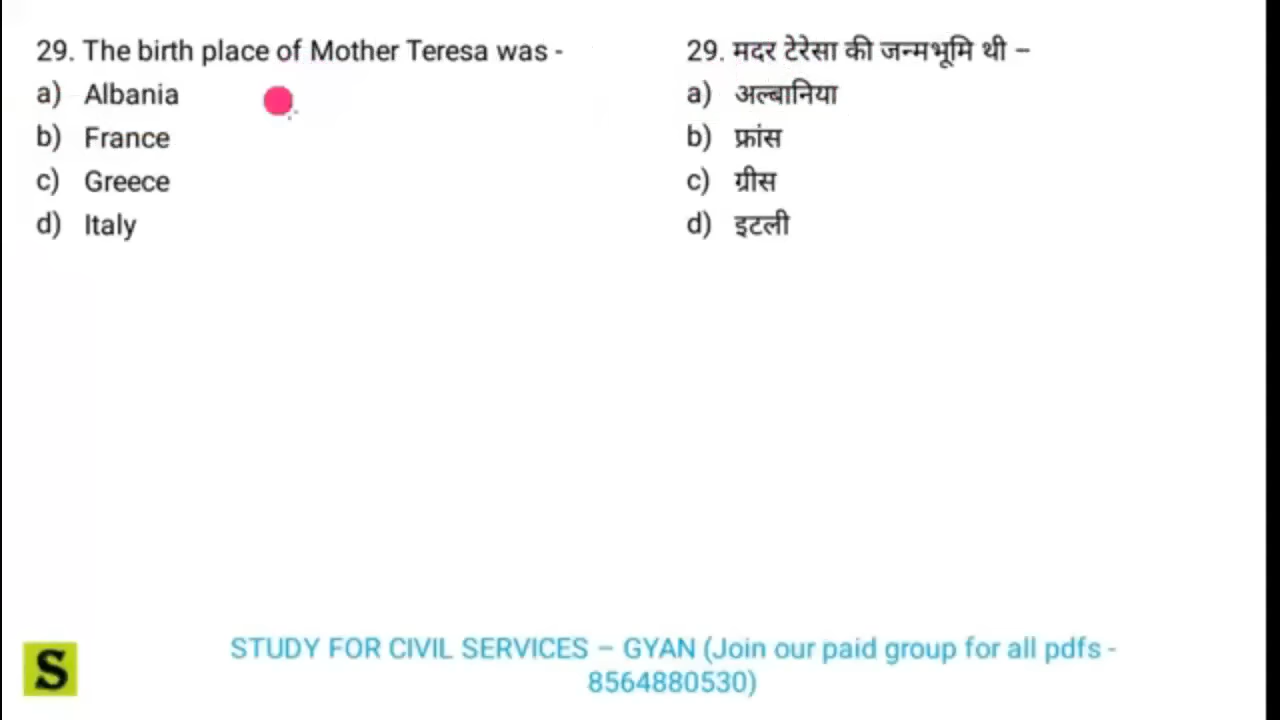 29. The birth place of Mother Teresa was -
a) Albania
b) France
c) Greece
d) Italy
29. मदर टेरेसा की जन्मभूमि थी –
a) अल्बानिया
b) फ्रांस
c) ग्रीस
d) इटली
S
STUDY FOR CIVIL SERVICES – GYAN (Join our paid group for all pdfs -
8564880530)